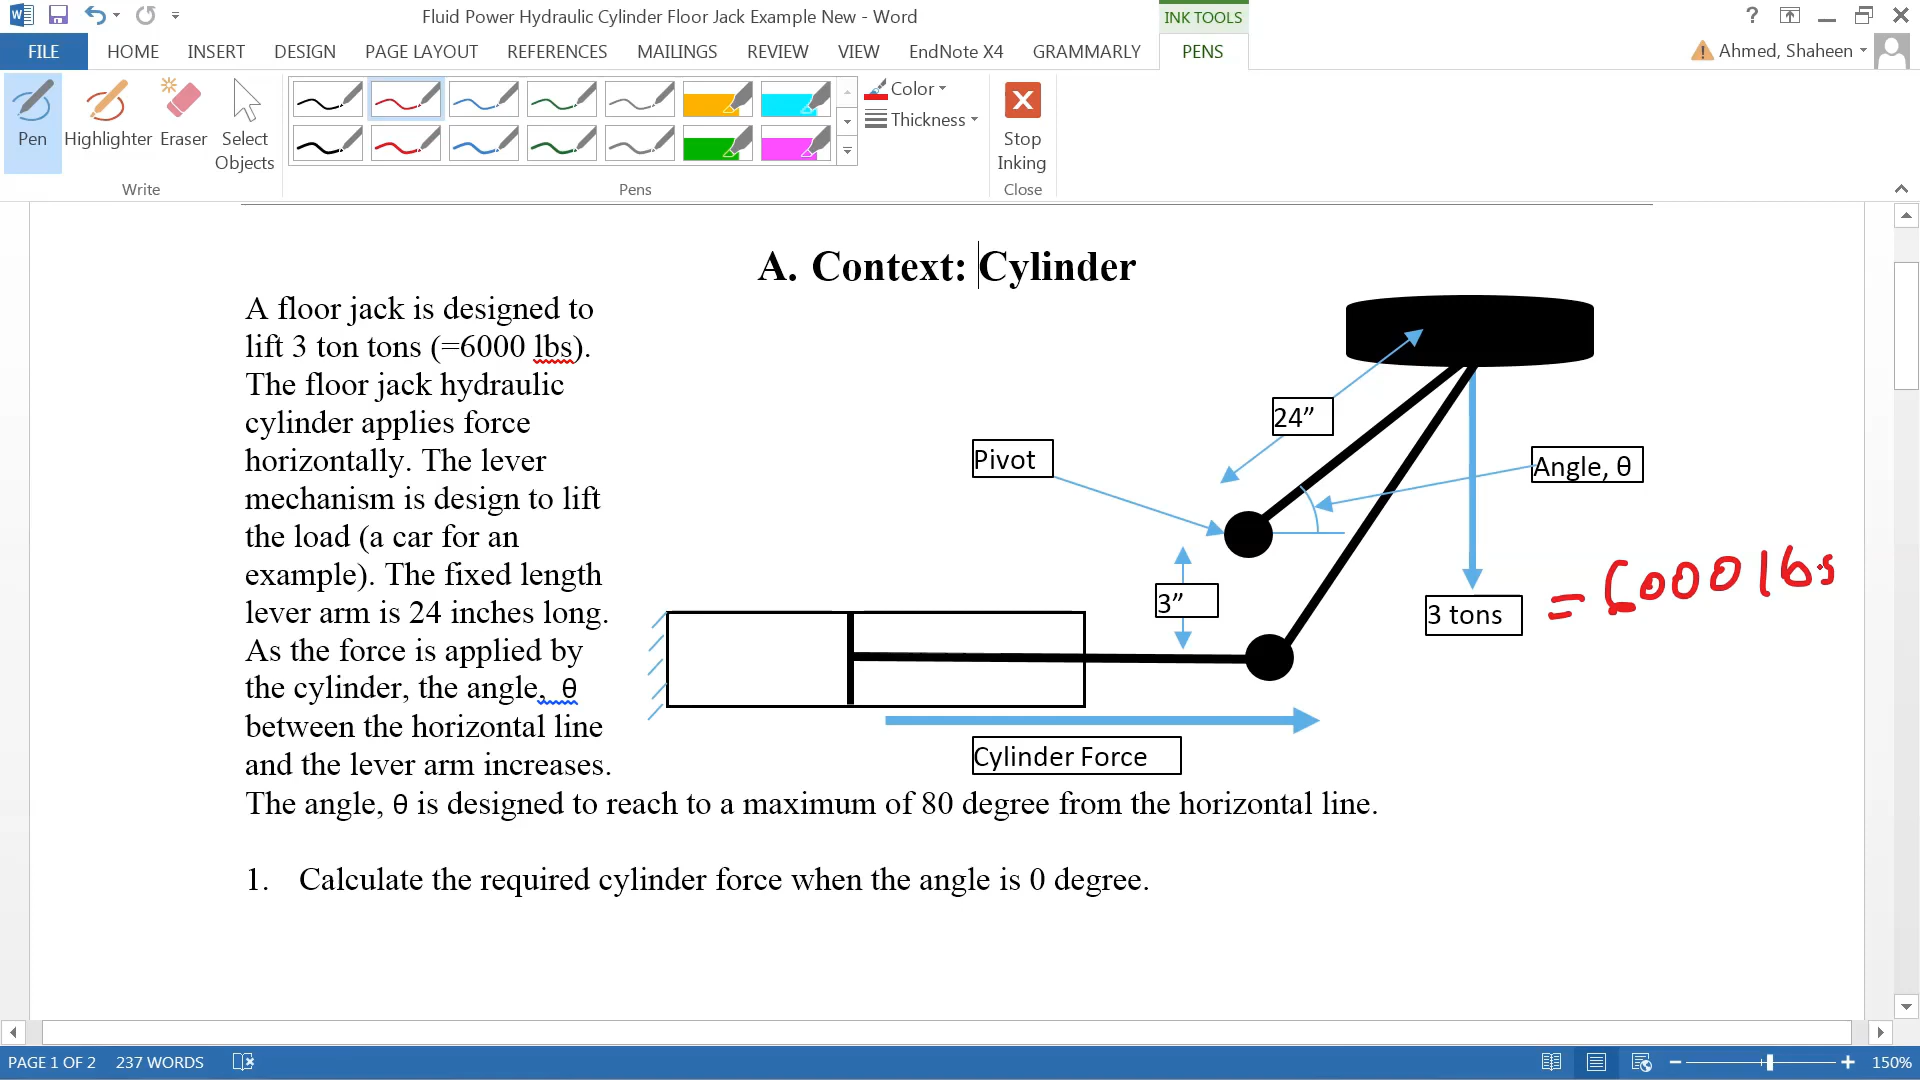 Fluid Power Hydraulic Cylinder Floor Jack Example New - Word
INK TOOLS
?
FILE HOME INSERT DESIGN PAGE LAYOUT REFERENCES MAILINGS REVIEW VIEW EndNote X4 GRAMMARLY PENS
Ahmed, Shaheen
Pen
Highlighter
Eraser
Select
Objects
Write
Pens
Color
Thickness
Stop
Inking
Close
A. Context: Cylinder
A floor jack is designed to
lift 3 ton tons (=6000 lbs).
The floor jack hydraulic
cylinder applies force
horizontally. The lever
mechanism is design to lift
the load (a car for an
example). The fixed length
lever arm is 24 inches long.
As the force is applied by
the cylinder, the angle, θ
between the horizontal line
and the lever arm increases.
The angle, θ is designed to reach to a maximum of 80 degree from the horizontal line.
24”
Pivot
Angle, θ
3”
3 tons
= 6000 lbs
Cylinder Force
1. Calculate the required cylinder force when the angle is 0 degree.
PAGE 1 OF 2 237 WORDS
150%